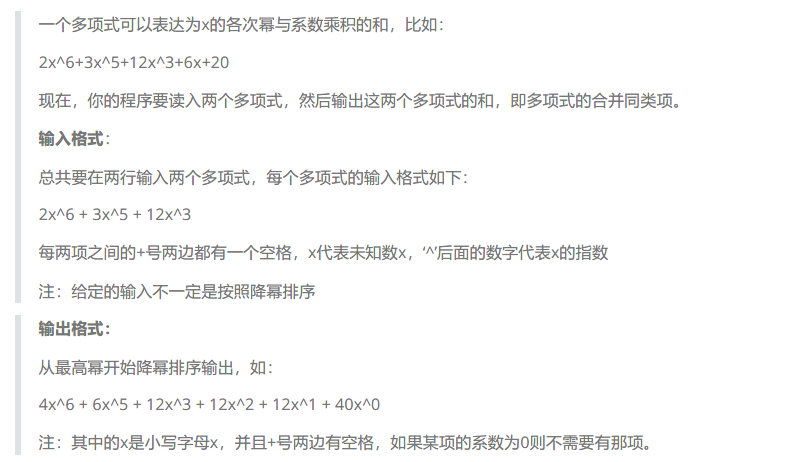 一个多项式可以表达为x的各次幂与系数乘积的和，比如：
2x^6+3x^5+12x^3+6x+20
现在，你的程序要读入两个多项式，然后输出这两个多项式的和，即多项式的合并同类项。
输入格式：
总共要在两行输入两个多项式，每个多项式的输入格式如下：
2x^6 + 3x^5 + 12x^3
每两项之间的+号两边都有一个空格，x代表未知数x，‘^’后面的数字代表x的指数
注：给定的输入不一定是按照降幂排序
输出格式：
从最高幂开始降幂排序输出，如：
4x^6 + 6x^5 + 12x^3 + 12x^2 + 12x^1 + 40x^0
注：其中的x是小写字母x，并且+号两边有空格，如果某项的系数为0则不需要有那项。